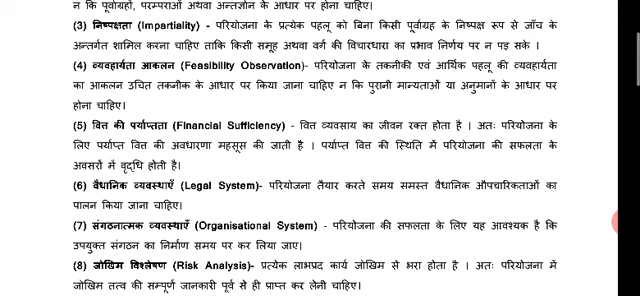 न कि पूर्वाग्रहों, परम्पराओं अथवा अन्तर्ज्ञान के आधार पर होना चाहिए।
(3) निष्पक्षता (Impartiality) - परियोजना के प्रत्येक पहलू को बिना किसी पूर्वाग्रह के निष्पक्ष रूप से जाँच के
अन्तर्गत शामिल करना चाहिए ताकि किसी समूह अथवा वर्ग की विचारधारा का प्रभाव निर्णय पर न पड़ सके ।
(4) व्यवहार्यता आकलन (Feasibility Observation)- परियोजना के तकनीकी एवं आर्थिक पहलू की व्यवहार्यता
का आकलन उचित तकनीक के आधार पर किया जाना चाहिए न कि पुरानी मान्यताओं या अनुमानों के आधार पर
होना चाहिए।
(5) वित्त की पर्याप्तता (Financial Sufficiency) - वित्त व्यवसाय का जीवन रक्त होता है । अतः परियोजना के
लिए पर्याप्त वित्त की अवधारणा महसूस की जाती है । पर्याप्त वित्त की स्थिति में परियोजना की सफलता के
अवसरों में वृद्धि होती है।
(6) वैधानिक व्यवस्थाएँ (Legal System)- परियोजना तैयार करते समय समस्त वैधानिक औपचारिकताओं का
पालन किया जाना चाहिए।
(7) संगठनात्मक व्यवस्थाएँ (Organisational System) - परियोजना की सफलता के लिए यह आवश्यक है कि
उपयुक्त संगठन का निर्माण समय पर कर लिया जाए।
(8) जोखिम विश्लेषण (Risk Analysis)- प्रत्येक लाभप्रद कार्य जोखिम से भरा होता है । अतः परियोजना में
जोखिम तत्व की सम्पूर्ण जानकारी पूर्व से ही प्राप्त कर लेनी चाहिए।